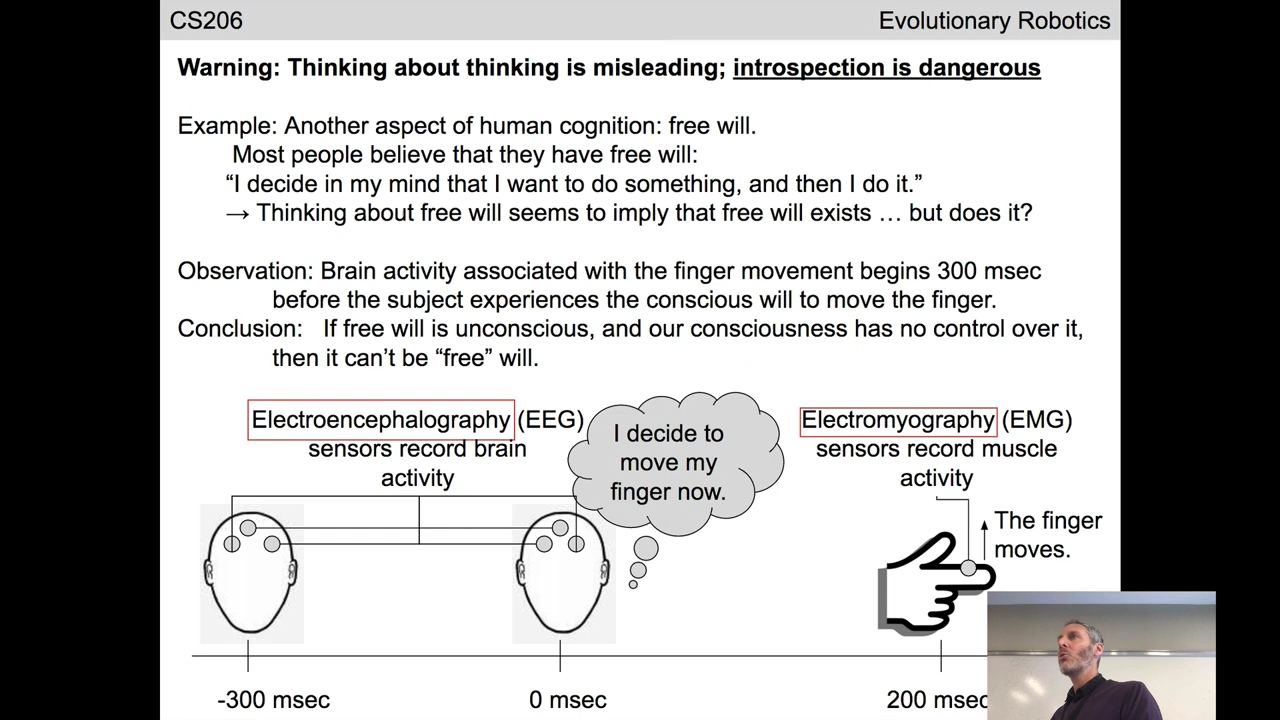 CS206
Evolutionary Robotics
Warning: Thinking about thinking is misleading; introspection is dangerous
Example: Another aspect of human cognition: free will.
Most people believe that they have free will:
“I decide in my mind that I want to do something, and then I do it.”
→ Thinking about free will seems to imply that free will exists … but does it?
Observation: Brain activity associated with the finger movement begins 300 msec
before the subject experiences the conscious will to move the finger.
Conclusion: If free will is unconscious, and our consciousness has no control over it,
then it can’t be “free” will.
Electroencephalography (EEG)
sensors record brain
activity
I decide to
move my
finger now.
Electromyography (EMG)
sensors record muscle
activity
The finger
moves.
-300 msec
0 msec
200 msec